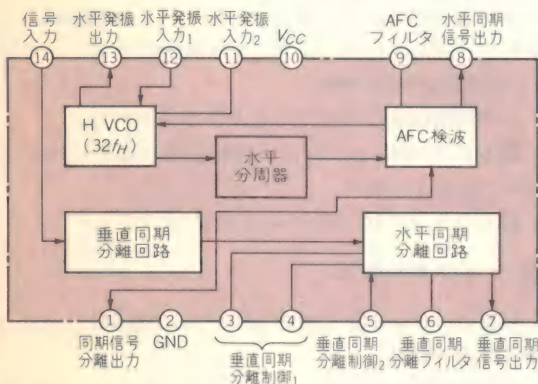 信号
入力
水平発振
出力
水平発振
入力1
水平発振
入力2
VCC
AFC
フィルタ
水平同期
信号出力
14
13
12
11
10
9
8
H VCO
(32fH)
水平
分周器
AFC検波
垂直同期
分離回路
水平同期
分離回路
1
2
3
4
5
6
7
同期信号
分離出力
GND
垂直同期
分離制御1
垂直同期
分離制御2
垂直同期
分離フィルタ
垂直同期
信号出力